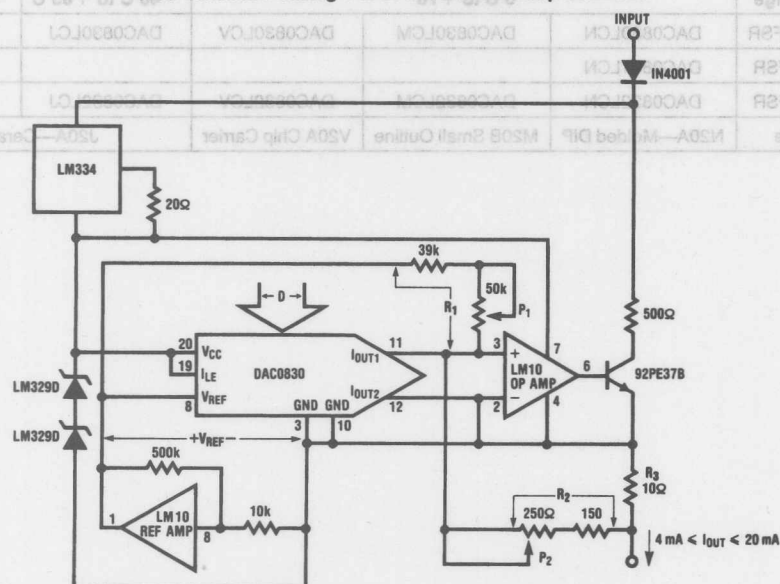 INPUT
IN4001
LM334
20Ω
39k
50k
P₁
R₁
←D→
500Ω
20
VCC
19
ILE
8
VREF
DAC0830
IOUT1
11
IOUT2
12
GND
3
GND
10
3
+
LM10
OP AMP
−
2
7
6
4
92PE37B
LM329D
LM329D
+VREF−
500k
1
LM10
REF AMP
8
10k
R₂
250Ω
150
P₂
R₃
10Ω
4 mA ≤ IOUT ≤ 20 mA